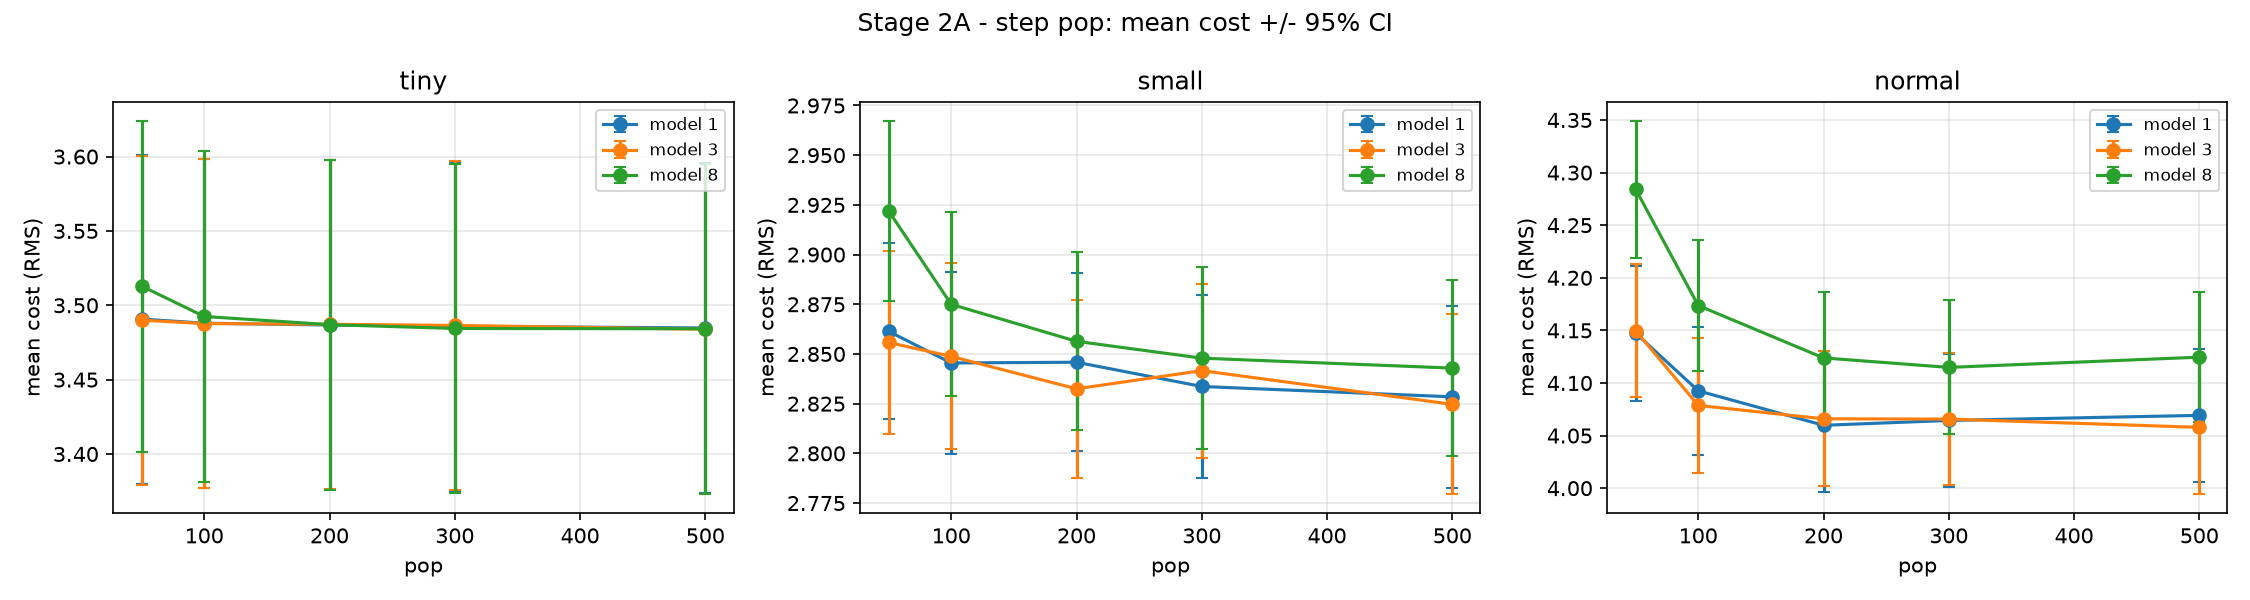 Stage 2A - step pop: mean cost +/- 95% CI
tiny
mean cost (RMS)
3.60
3.55
3.50
3.45
3.40
model 1
model 3
model 8
100
200
300
400
500
pop
small
mean cost (RMS)
2.975
2.950
2.925
2.900
2.875
2.850
2.825
2.800
2.775
model 1
model 3
model 8
100
200
300
400
500
pop
normal
mean cost (RMS)
4.35
4.30
4.25
4.20
4.15
4.10
4.05
4.00
model 1
model 3
model 8
100
200
300
400
500
pop